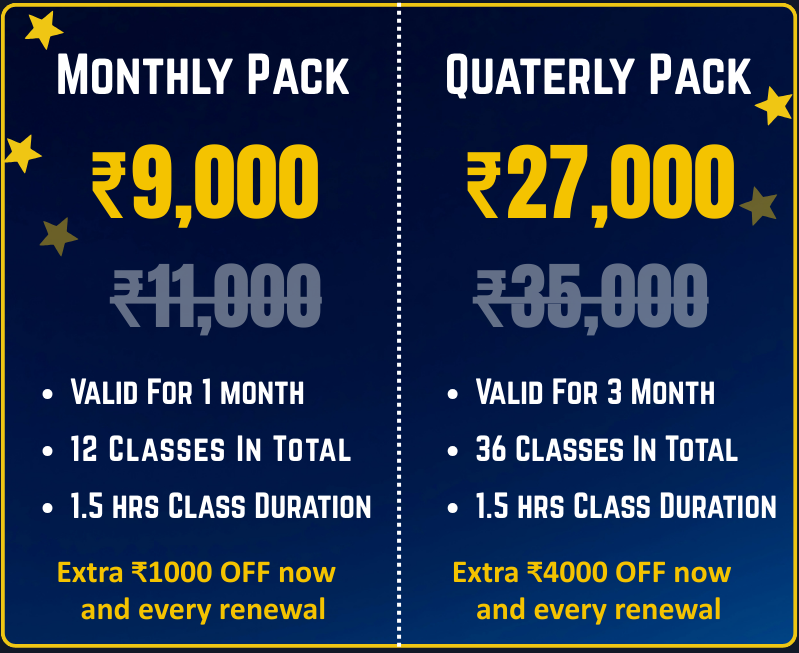 Monthly Pack
₹9,000
₹11,000
Valid For 1 month
12 Classes In Total
1.5 hrs Class Duration
Extra ₹1000 OFF now
and every renewal
Quaterly Pack
₹27,000
₹35,000
Valid For 3 Month
36 Classes In Total
1.5 hrs Class Duration
Extra ₹4000 OFF now
and every renewal